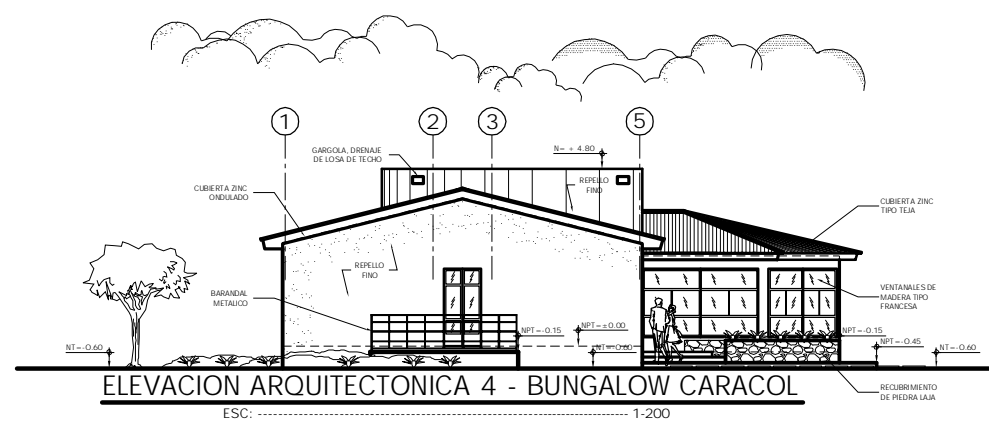 1
2
3
5
GARGOLA, DRENAJE
DE LOSA DE TECHO
N= + 4.80
REPELLO
FINO
CUBIERTA ZINC
ONDULADO
CUBIERTA ZINC
TIPO TEJA
REPELLO
FINO
BARANDAL
METALICO
VENTANALES DE
MADERA TIPO
FRANCESA
NPT=-0.15
NPT=±0.00
NPT=-0.15
NPT=-0.45
NT=-0.60
NT=-0.60
NT=-0.60
RECUBRIMIENTO
DE PIEDRA LAJA
ELEVACION ARQUITECTONICA 4 - BUNGALOW CARACOL
ESC: ------------------------------------------------------------ 1-200